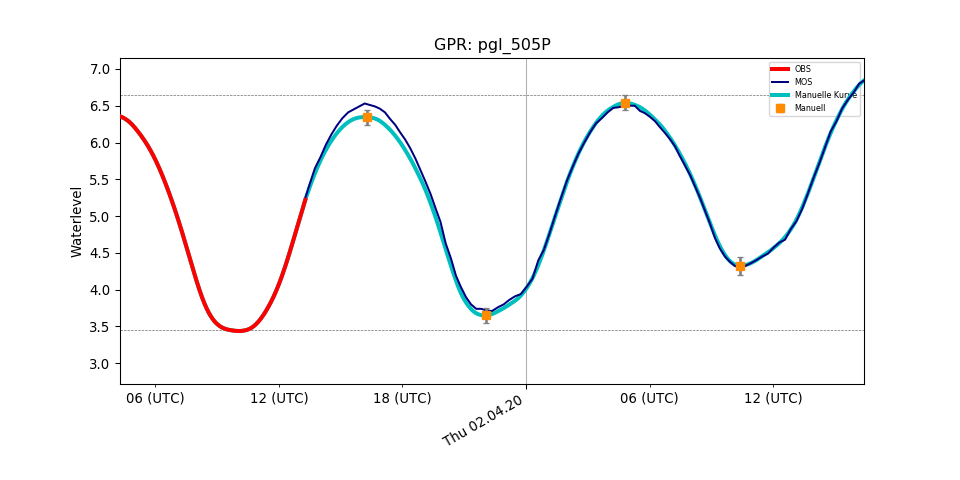 GPR: pgl_505P
7.0
6.5
6.0
5.5
5.0
4.5
4.0
3.5
3.0
Waterlevel
OBS
MOS
Manuelle Kurve
Manuell
06 (UTC)
12 (UTC)
18 (UTC)
Thu 02.04.20
06 (UTC)
12 (UTC)